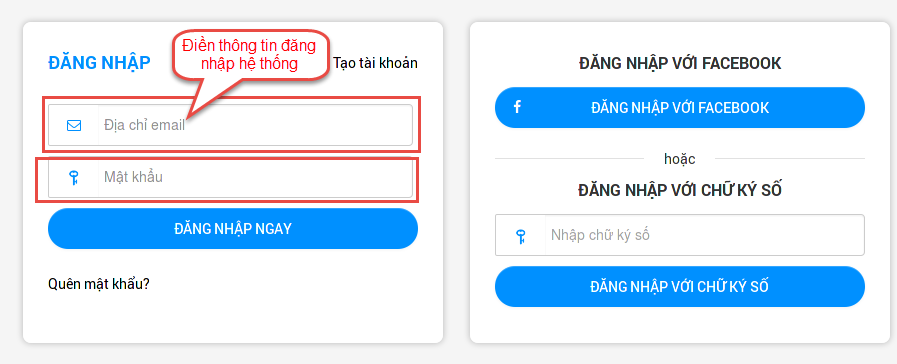 ĐĂNG NHẬP
Điền thông tin đăng
nhập hệ thống
Tạo tài khoản
Địa chỉ email
Mật khẩu
ĐĂNG NHẬP NGAY
Quên mật khẩu?
ĐĂNG NHẬP VỚI FACEBOOK
ĐĂNG NHẬP VỚI FACEBOOK
hoặc
ĐĂNG NHẬP VỚI CHỮ KÝ SỐ
Nhập chữ ký số
ĐĂNG NHẬP VỚI CHỮ KÝ SỐ